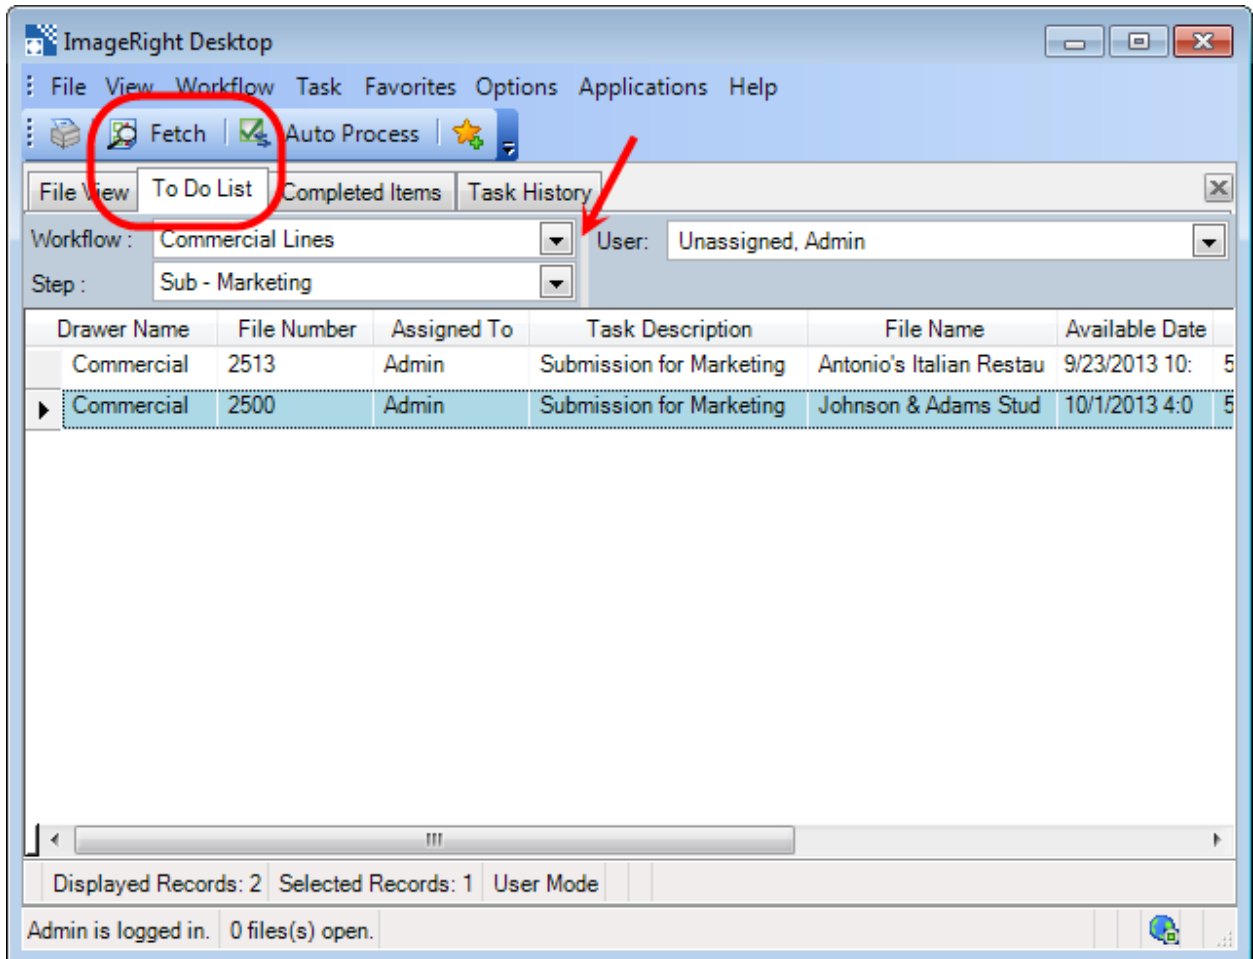 ImageRight Desktop
File View Workflow Task Favorites Options Applications Help
Fetch Auto Process
File View To Do List Completed Items Task History
Workflow : Commercial Lines User: Unassigned, Admin
Step : Sub - Marketing
Drawer Name File Number Assigned To Task Description File Name Available Date
Commercial 2513 Admin Submission for Marketing Antonio's Italian Restau 9/23/2013 10: 5
Commercial 2500 Admin Submission for Marketing Johnson & Adams Stud 10/1/2013 4:0 5
Displayed Records: 2 Selected Records: 1 User Mode
Admin is logged in. 0 files(s) open.